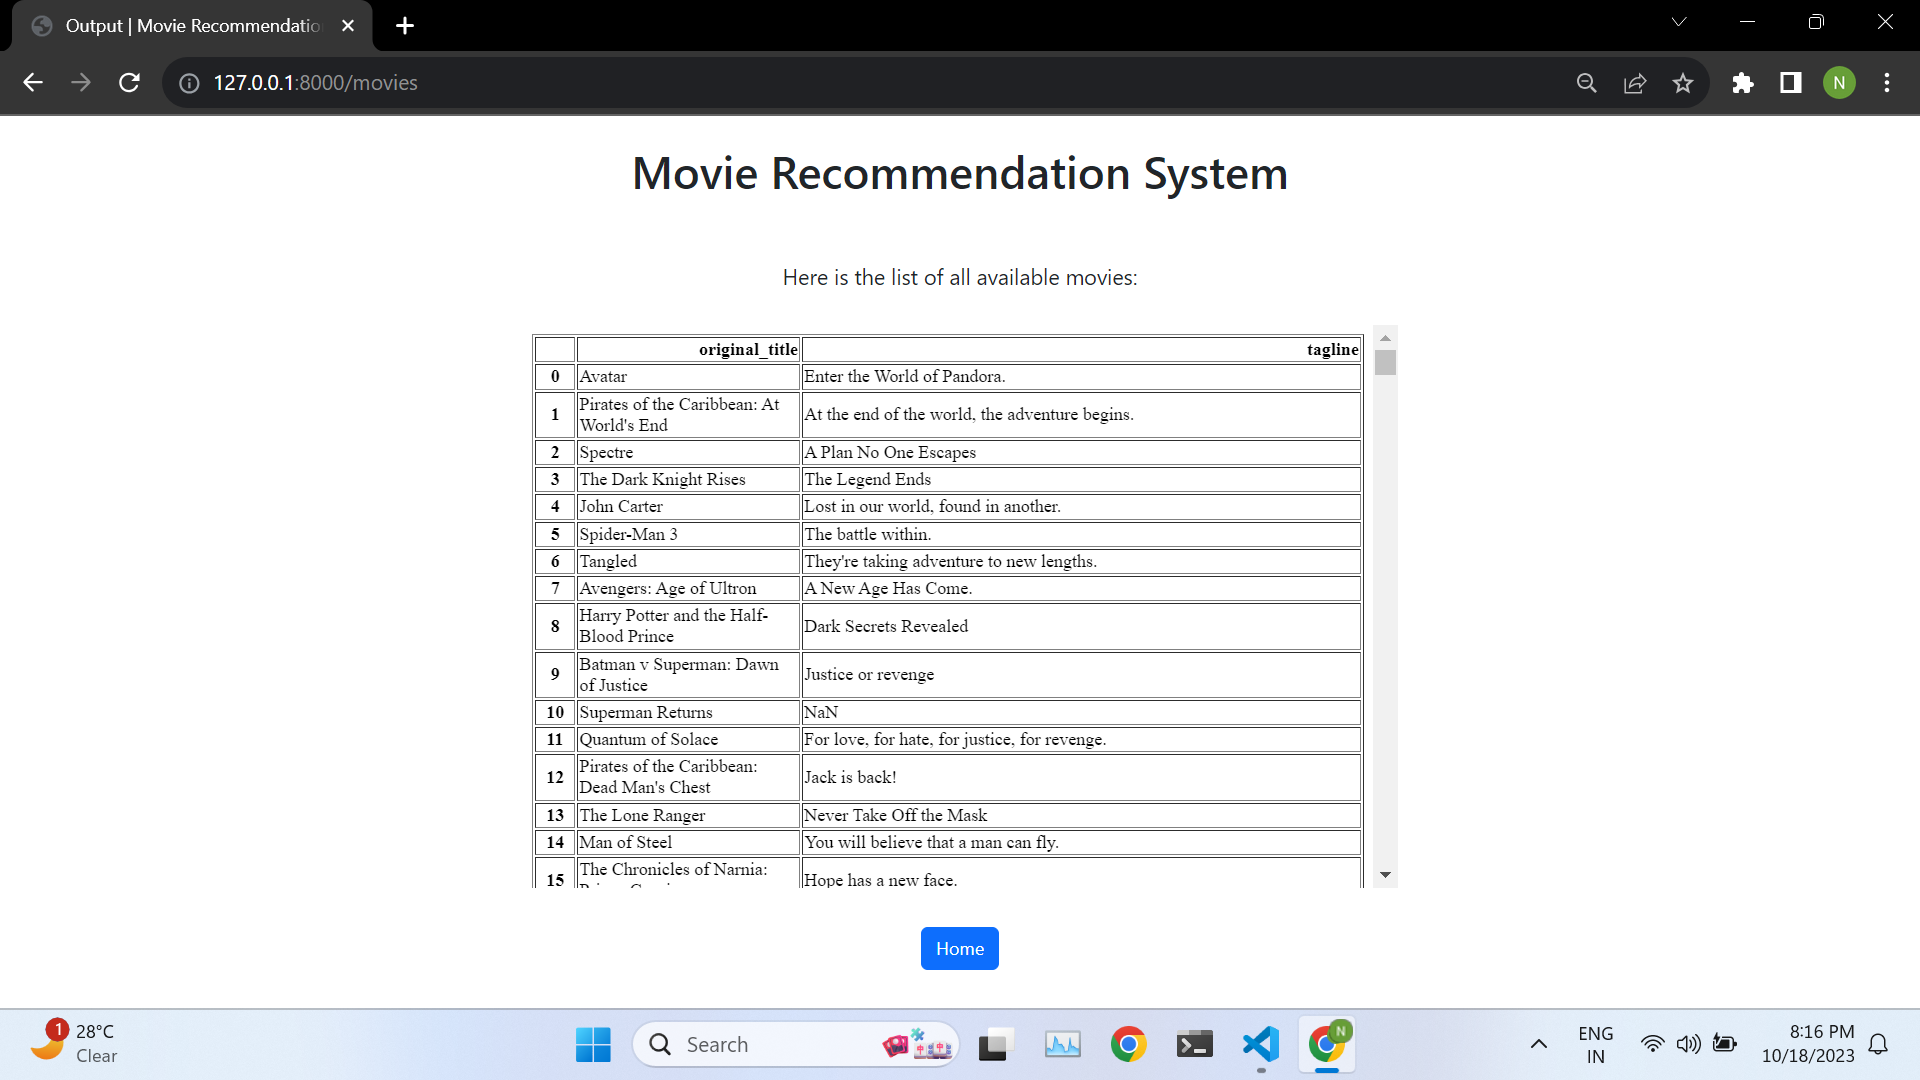 Output | Movie Recommendatio
127.0.0.1:8000/movies
N
Movie Recommendation System
Here is the list of all available movies:
original_title tagline
0 Avatar Enter the World of Pandora.
1 Pirates of the Caribbean: At World's End At the end of the world, the adventure begins.
2 Spectre A Plan No One Escapes
3 The Dark Knight Rises The Legend Ends
4 John Carter Lost in our world, found in another.
5 Spider-Man 3 The battle within.
6 Tangled They're taking adventure to new lengths.
7 Avengers: Age of Ultron A New Age Has Come.
8 Harry Potter and the Half-Blood Prince Dark Secrets Revealed
9 Batman v Superman: Dawn of Justice Justice or revenge
10 Superman Returns NaN
11 Quantum of Solace For love, for hate, for justice, for revenge.
12 Pirates of the Caribbean: Dead Man's Chest Jack is back!
13 The Lone Ranger Never Take Off the Mask
14 Man of Steel You will believe that a man can fly.
15 The Chronicles of Narnia: Hope has a new face.
Home
1
28°C
Clear
Search
N
ENG
IN
8:16 PM
10/18/2023